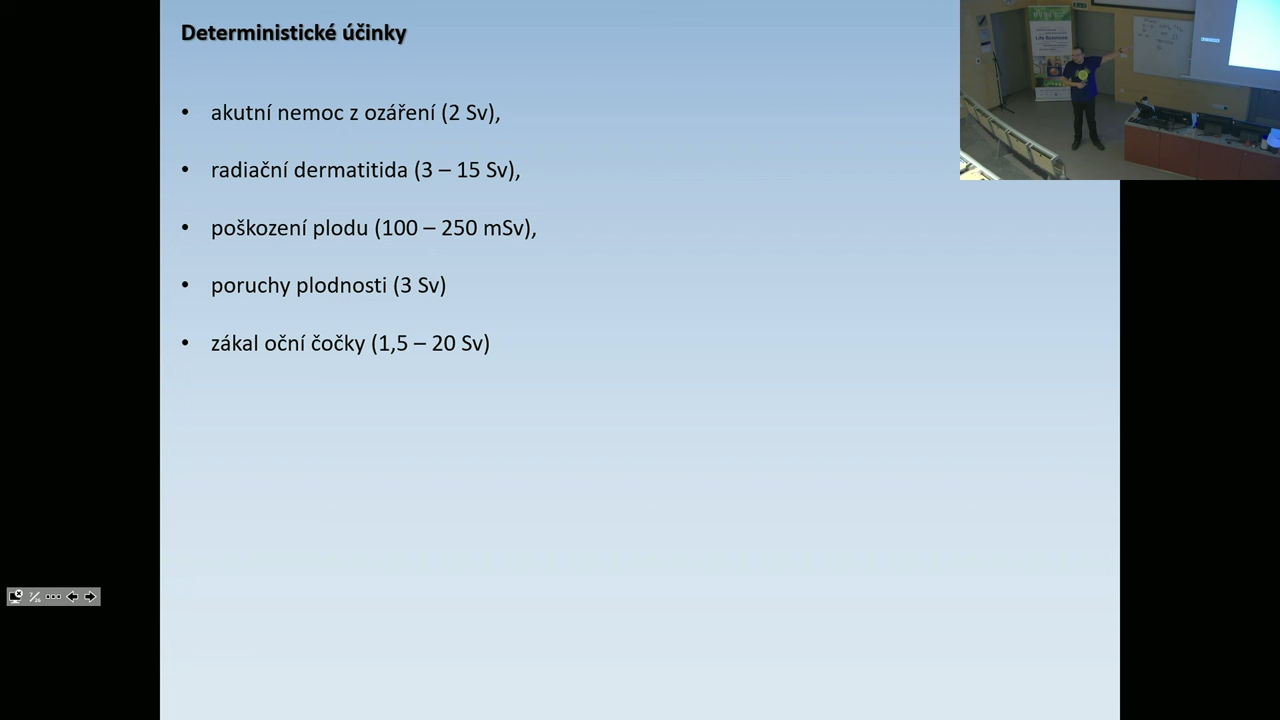 Deterministické účinky
• akutní nemoc z ozáření (2 Sv),
• radiační dermatitida (3 – 15 Sv),
• poškození plodu (100 – 250 mSv),
• poruchy plodnosti (3 Sv)
• zákal oční čočky (1,5 – 20 Sv)